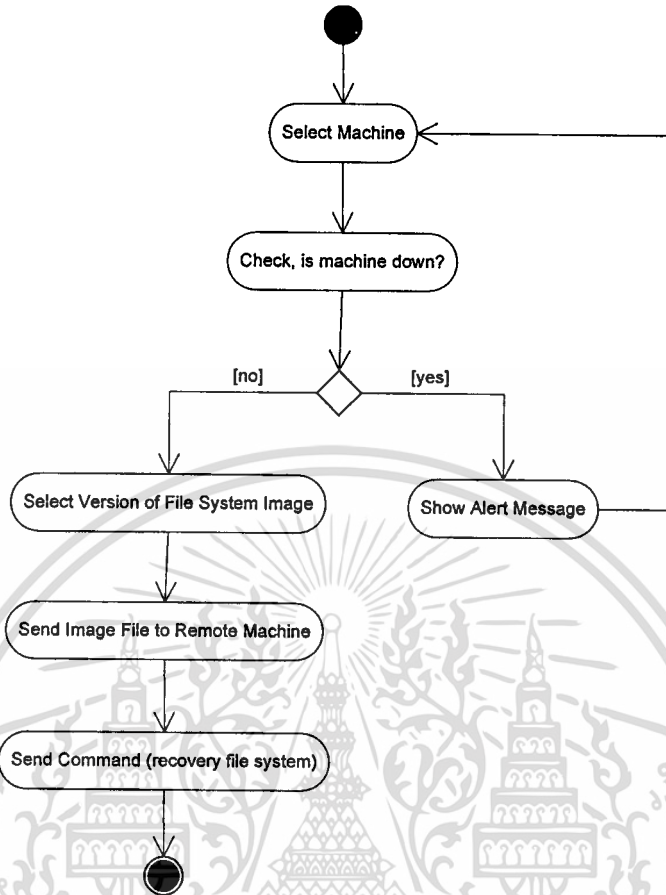 Select Machine
Check, is machine down?
[no]
[yes]
Select Version of File System Image
Show Alert Message
Send Image File to Remote Machine
Send Command (recovery file system)